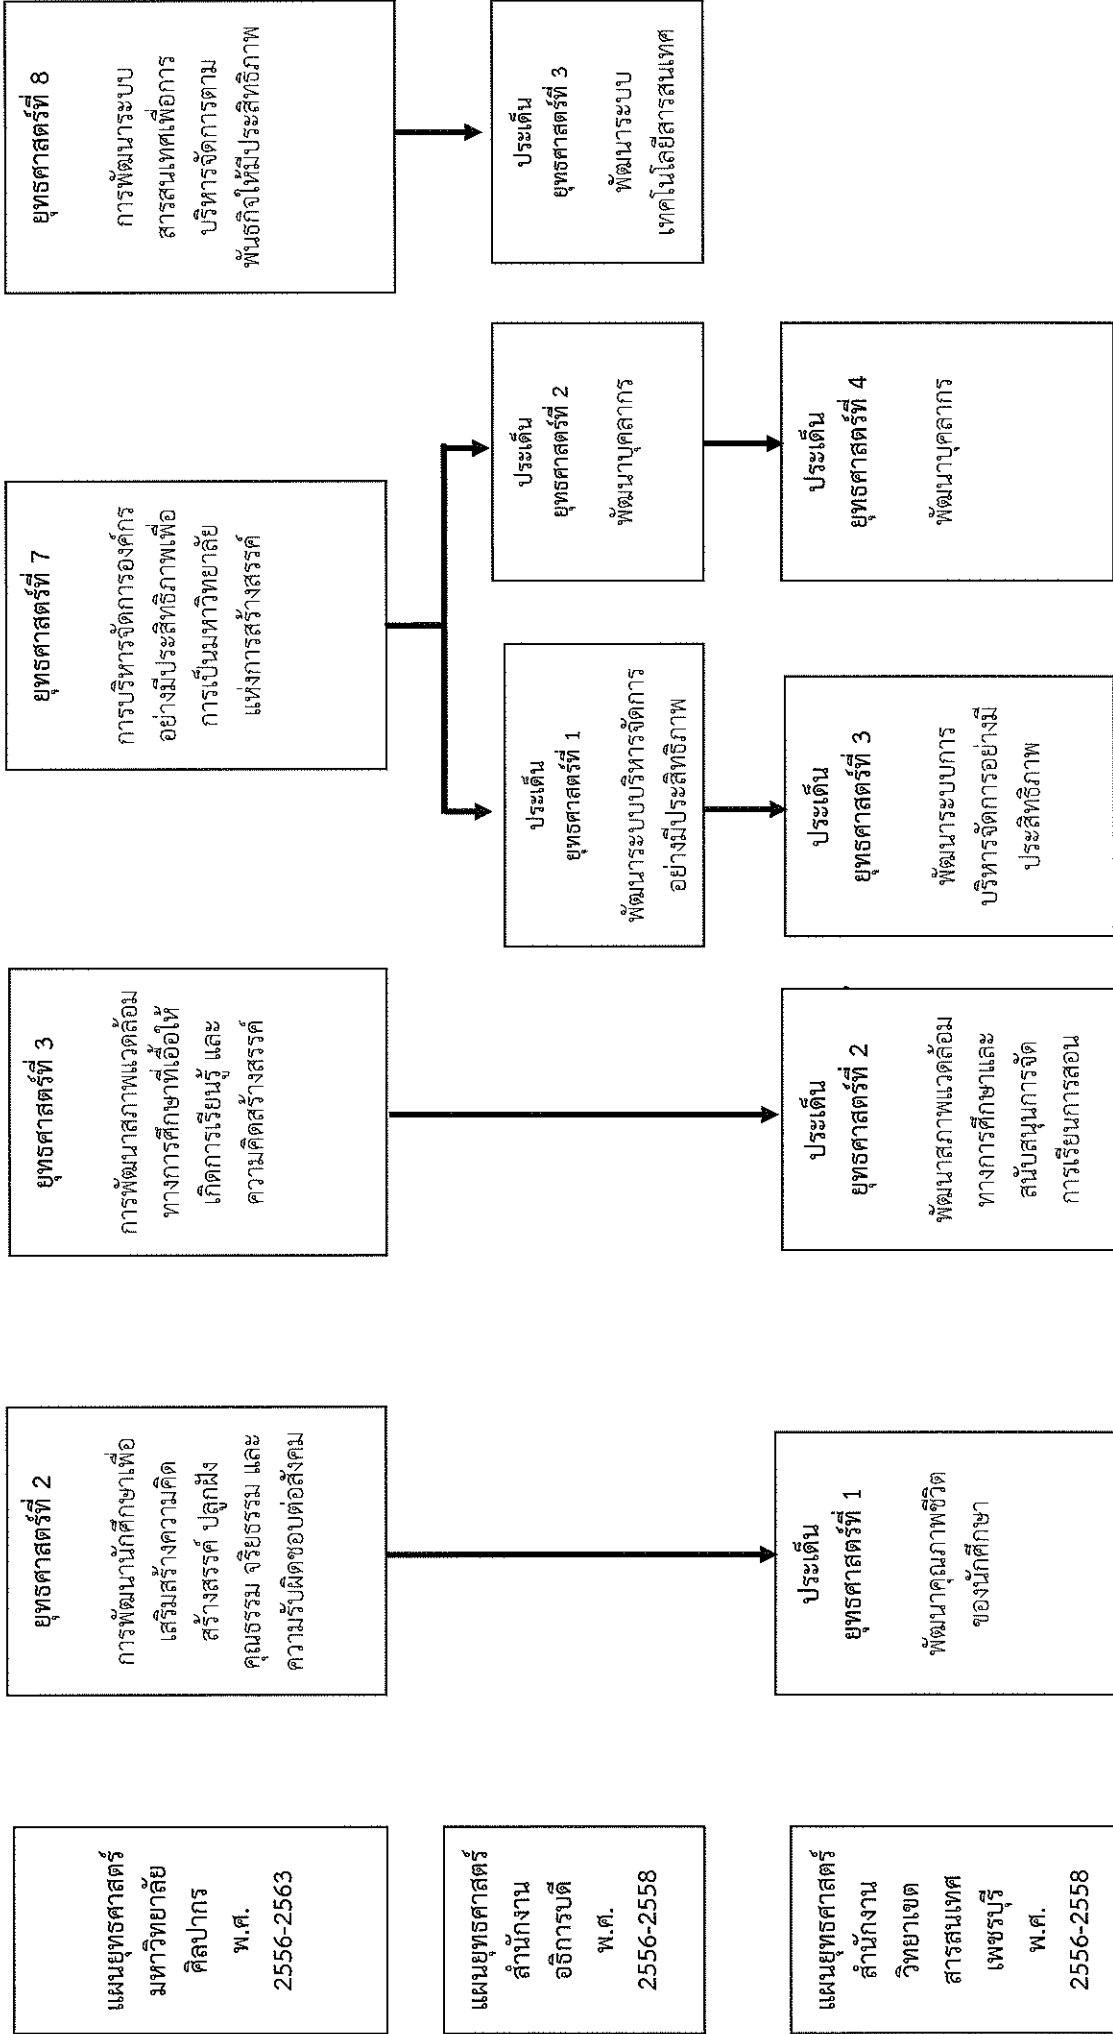 แผนยุทธศาสตร์
มหาวิทยาลัย
ศิลปากร
พ.ศ.
2556-2563
ยุทธศาสตร์ที่ 2
การพัฒนานักศึกษาเพื่อ
เสริมสร้างความคิด
สร้างสรรค์ ปลูกฝัง
คุณธรรม จริยธรรม และ
ความรับผิดชอบต่อสังคม
ยุทธศาสตร์ที่ 3
การพัฒนาสภาพแวดล้อม
ทางการศึกษาที่เอื้อให้
เกิดการเรียนรู้ และ
ความคิดสร้างสรรค์
ยุทธศาสตร์ที่ 7
การบริหารจัดการองค์กร
อย่างมีประสิทธิภาพเพื่อ
การเป็นมหาวิทยาลัย
แห่งการสร้างสรรค์
ยุทธศาสตร์ที่ 8
การพัฒนาระบบ
สารสนเทศเพื่อการ
บริหารจัดการตาม
พันธกิจให้มีประสิทธิภาพ
แผนยุทธศาสตร์
สำนักงาน
อธิการบดี
พ.ศ.
2556-2558
ประเด็น
ยุทธศาสตร์ที่ 1
พัฒนาระบบบริหารจัดการ
อย่างมีประสิทธิภาพ
ประเด็น
ยุทธศาสตร์ที่ 2
พัฒนาบุคลากร
ประเด็น
ยุทธศาสตร์ที่ 3
พัฒนาระบบ
เทคโนโลยีสารสนเทศ
แผนยุทธศาสตร์
สำนักงาน
วิทยาเขต
สารสนเทศ
เพชรบุรี
พ.ศ.
2556-2558
ประเด็น
ยุทธศาสตร์ที่ 1
พัฒนาคุณภาพชีวิต
ของนักศึกษา
ประเด็น
ยุทธศาสตร์ที่ 2
พัฒนาสภาพแวดล้อม
ทางการศึกษาและ
สนับสนุนการจัด
การเรียนการสอน
ประเด็น
ยุทธศาสตร์ที่ 3
พัฒนาระบบการ
บริหารจัดการอย่างมี
ประสิทธิภาพ
ประเด็น
ยุทธศาสตร์ที่ 4
พัฒนาบุคลากร